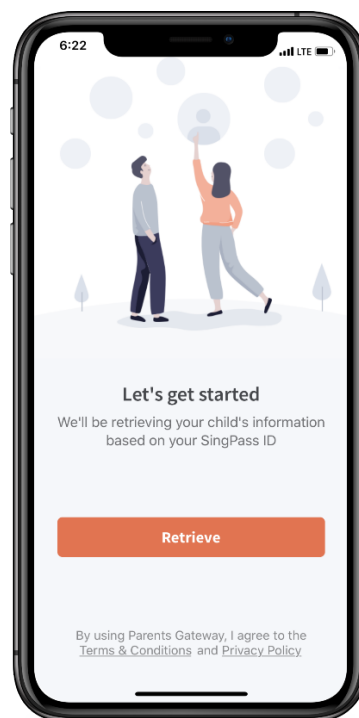 6:22 LTE
Let's get started
We'll be retrieving your child's information
based on your SingPass ID
Retrieve
By using Parents Gateway, I agree to the
Terms & Conditions and Privacy Policy